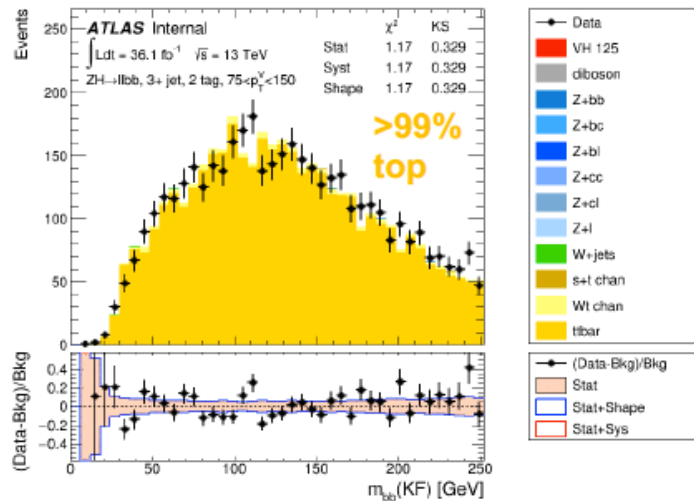 ATLAS Internal
∫Ldt = 36.1 fb⁻¹ √s = 13 TeV
ZH→llbb, 3+ jet, 2 tag, 75<p_T^V<150
χ² KS
Stat 1.17 0.329
Syst 1.17 0.329
Shape 1.17 0.329
>99%
top
Events
250
200
150
100
50
0
(Data-Bkg)/Bkg
0.4
0.2
0
−0.2
−0.4
0 50 100 150 200 250
m_bb(KF) [GeV]
Data
VH 125
diboson
Z+bb
Z+bc
Z+bl
Z+cc
Z+cl
Z+l
W+jets
s+t chan
Wt chan
ttbar
(Data-Bkg)/Bkg
Stat
Stat+Shape
Stat+Sys